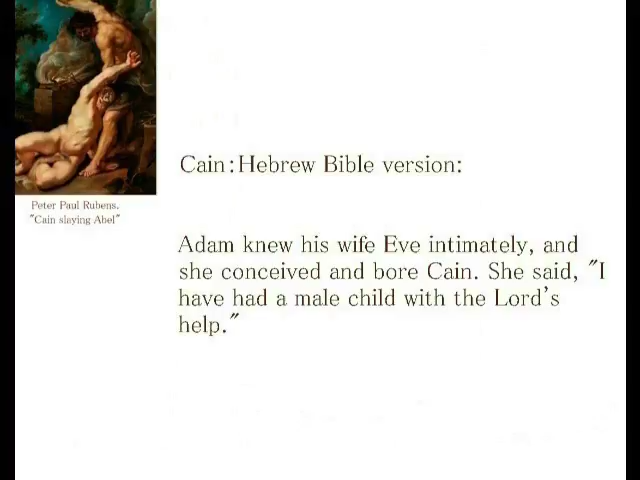 Peter Paul Rubens.
"Cain slaying Abel"
Cain:Hebrew Bible version:
Adam knew his wife Eve intimately, and
she conceived and bore Cain. She said, "I
have had a male child with the Lord's
help."